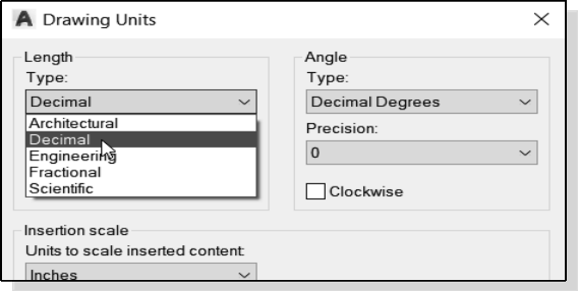 Drawing Units
Length
Type:
Decimal
Architectural
Decimal
Engineering
Fractional
Scientific
Angle
Type:
Decimal Degrees
Precision:
0
Clockwise
Insertion scale
Units to scale inserted content:
Inches